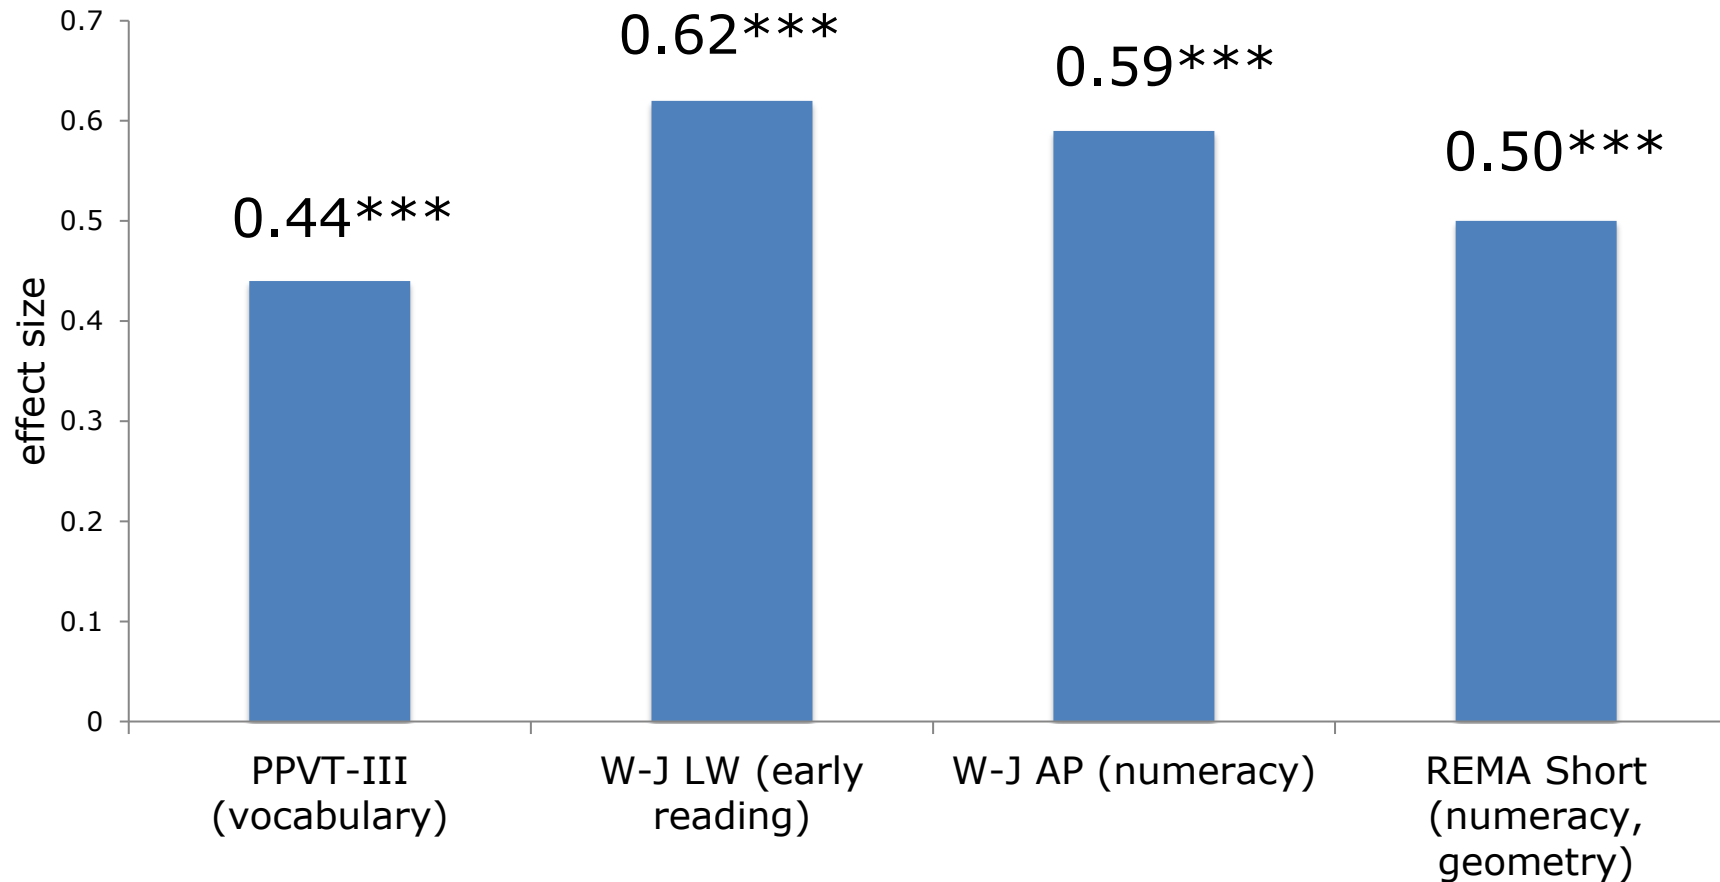 0.7
0.6
0.5
0.4
0.3
0.2
0.1
0
effect size
0.44***
0.62***
0.59***
0.50***
PPVT-III
(vocabulary)
W-J LW (early
reading)
W-J AP (numeracy)
REMA Short
(numeracy,
geometry)